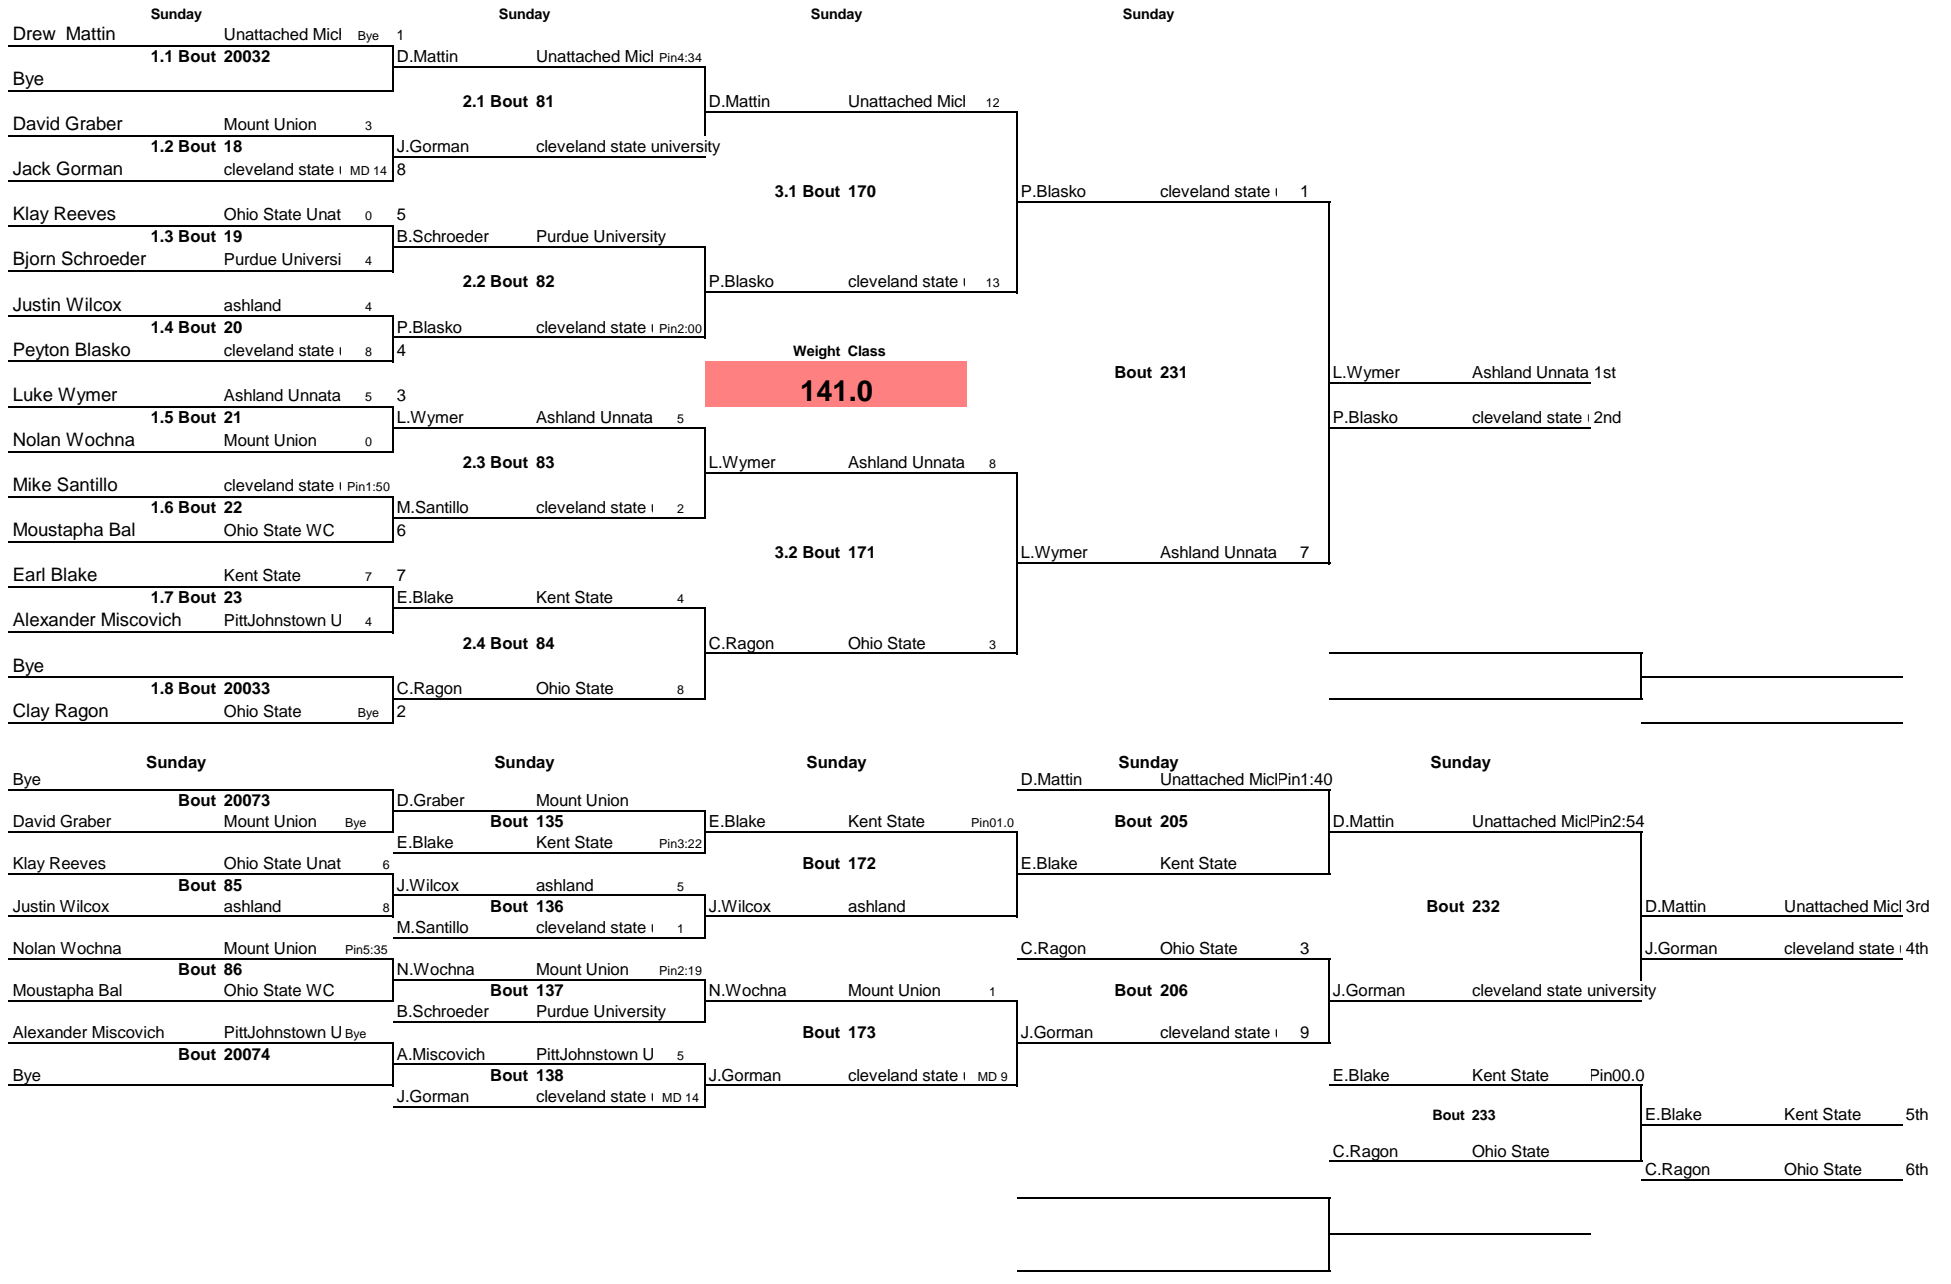 Sunday Sunday Sunday Sunday
Drew Mattin Unattached Micl Bye 1
1.1 Bout 20032 D.Mattin Unattached Micl Pin4:34
Bye
2.1 Bout 81 D.Mattin Unattached Micl 12
David Graber Mount Union 3
1.2 Bout 18 J.Gorman cleveland state university
Jack Gorman cleveland state MD 14 8
3.1 Bout 170 P.Blasko cleveland state 1
Klay Reeves Ohio State Unat 0 5
1.3 Bout 19 B.Schroeder Purdue University
Bjorn Schroeder Purdue Universi 4
2.2 Bout 82 P.Blasko cleveland state 13
Justin Wilcox ashland 4
1.4 Bout 20 P.Blasko cleveland state Pin2:00
Peyton Blasko cleveland state 8 4 Weight Class
Bout 231 L.Wymer Ashland Unnata 1st
Luke Wymer Ashland Unnata 5 3 141.0
1.5 Bout 21 L.Wymer Ashland Unnata 5 P.Blasko cleveland state 2nd
Nolan Wochna Mount Union 0
2.3 Bout 83 L.Wymer Ashland Unnata 8
Mike Santillo cleveland state Pin1:50
1.6 Bout 22 M.Santillo cleveland state 2
Moustapha Bal Ohio State WC 6
3.2 Bout 171 L.Wymer Ashland Unnata 7
Earl Blake Kent State 7 7
1.7 Bout 23 E.Blake Kent State 4
Alexander Miscovich PittJohnstown U 4
2.4 Bout 84 C.Ragon Ohio State 3
Bye
1.8 Bout 20033 C.Ragon Ohio State 8
Clay Ragon Ohio State Bye 2
Sunday Sunday Sunday Sunday Sunday
Bye D.Mattin Unattached MiclPin1:40
Bout 20073 D.Graber Mount Union
David Graber Mount Union Bye Bout 135 E.Blake Kent State Pin01.0 Bout 205 D.Mattin Unattached MiclPin2:54
E.Blake Kent State Pin3:22
Klay Reeves Ohio State Unat 6 Bout 172 E.Blake Kent State
Bout 85 J.Wilcox ashland 5
Justin Wilcox ashland 8 Bout 136 J.Wilcox ashland Bout 232 D.Mattin Unattached Micl 3rd
M.Santillo cleveland state 1
Nolan Wochna Mount Union Pin5:35 C.Ragon Ohio State 3 J.Gorman cleveland state 4th
Bout 86 N.Wochna Mount Union Pin2:19
Moustapha Bal Ohio State WC Bout 137 N.Wochna Mount Union 1 Bout 206 J.Gorman cleveland state university
B.Schroeder Purdue University
Alexander Miscovich PittJohnstown U Bye Bout 173 J.Gorman cleveland state 9
Bout 20074 A.Miscovich PittJohnstown U 5
Bye Bout 138 J.Gorman cleveland state MD 9 E.Blake Kent State Pin00.0
J.Gorman cleveland state MD 14
Bout 233 E.Blake Kent State 5th
C.Ragon Ohio State
C.Ragon Ohio State 6th